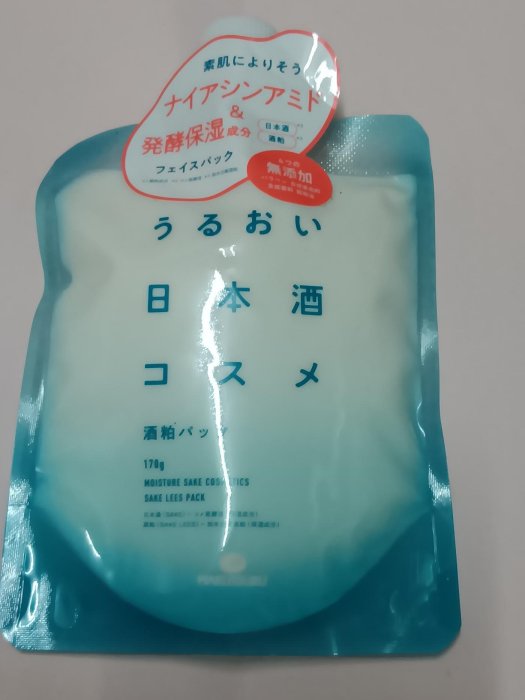 素肌によりそう
ナイアシンアミド
&
発酵保湿成分
日本酒
酒粕
フェイスパック
無添加
うるおい
日本酒
コスメ
酒粕パック
170g
MOISTURE SAKE COSMETICS
SAKE LEES PACK